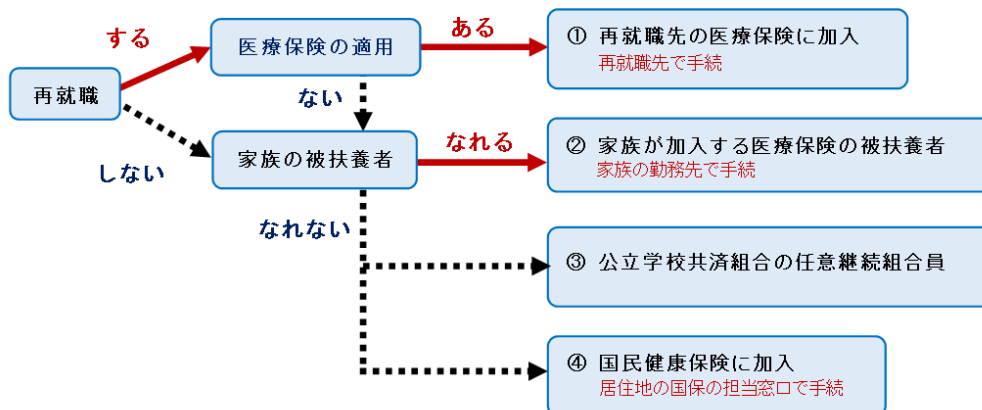 する
医療保険の適用
ある
① 再就職先の医療保険に加入
再就職先で手続
再就職
ない
しない
家族の被扶養者
なれる
② 家族が加入する医療保険の被扶養者
家族の勤務先で手続
なれない
③ 公立学校共済組合の任意継続組合員
④ 国民健康保険に加入
居住地の国保の担当窓口で手続